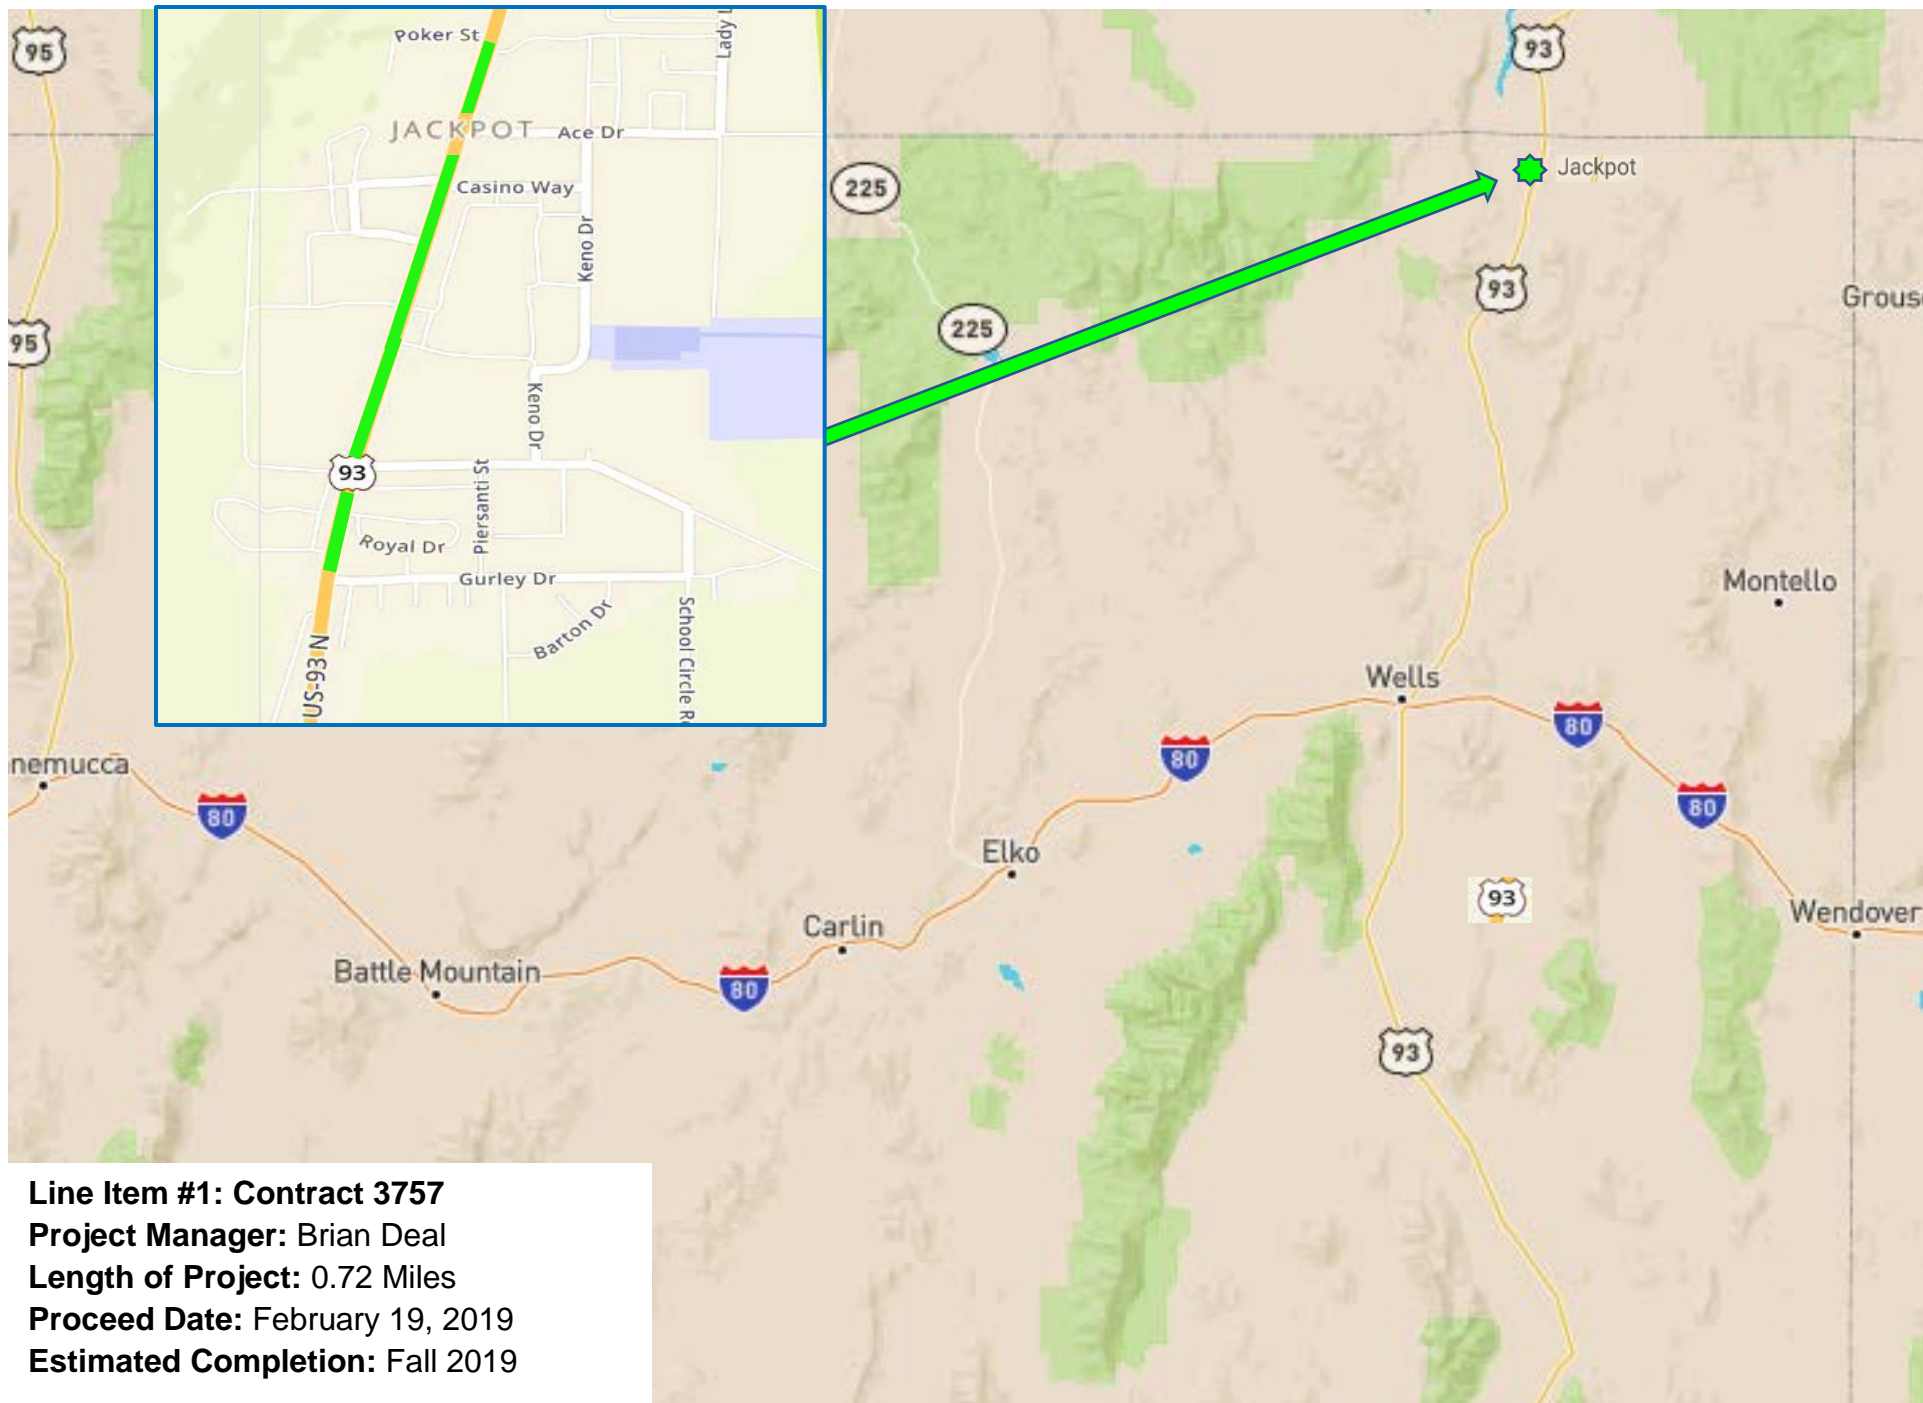 95
Poker St
Lady L
93
JACKPOT
Ace Dr
Casino Way
225
Jackpot
Keno Dr
93
Grous
225
95
Keno Dr
93
Piersanti St
Royal Dr
Gurley Dr
Montello
Barton Dr
School Circle R
US-93 N
Wells
80
80
nemucca
80
80
Elko
93
Wendover
Carlin
Battle Mountain
80
93
Line Item #1: Contract 3757
Project Manager: Brian Deal
Length of Project: 0.72 Miles
Proceed Date: February 19, 2019
Estimated Completion: Fall 2019